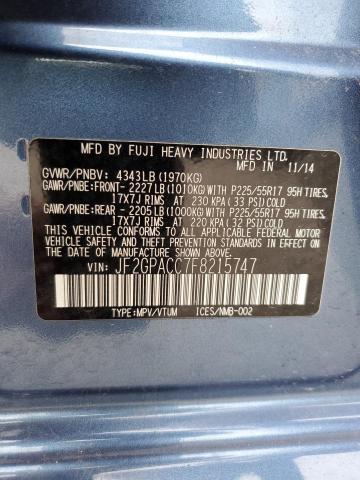 MFD BY FUJI HEAVY INDUSTRIES LTD.
MFD IN 11/14
GVWR/PNBV: 4343LB (1970KG)
GAWR/PNBE:FRONT- 2227LB(1010KG)WITH P225/55R17 95H TIRES,
17X7J RIMS AT 230 KPA ( 33 PSI) COLD
GAWR/PNBE:REAR - 2205LB(1000KG)WITH P225/55R17 95H TIRES,
17X7J RIMS AT 220 KPA ( 32 PSI) COLD
THIS VEHICLE CONFORMS TO ALL APPLICABLE FEDERAL MOTOR
VEHICLE SAFETY, BUMPER, AND THEFT PREVENTION STANDARDS
IN EFFECT ON THE DATE OF MANUFACTURE SHOWN ABOVE.
VIN: JF2GPACC7F8215747
TYPE:MPV/VTUM ICES/NMB-002